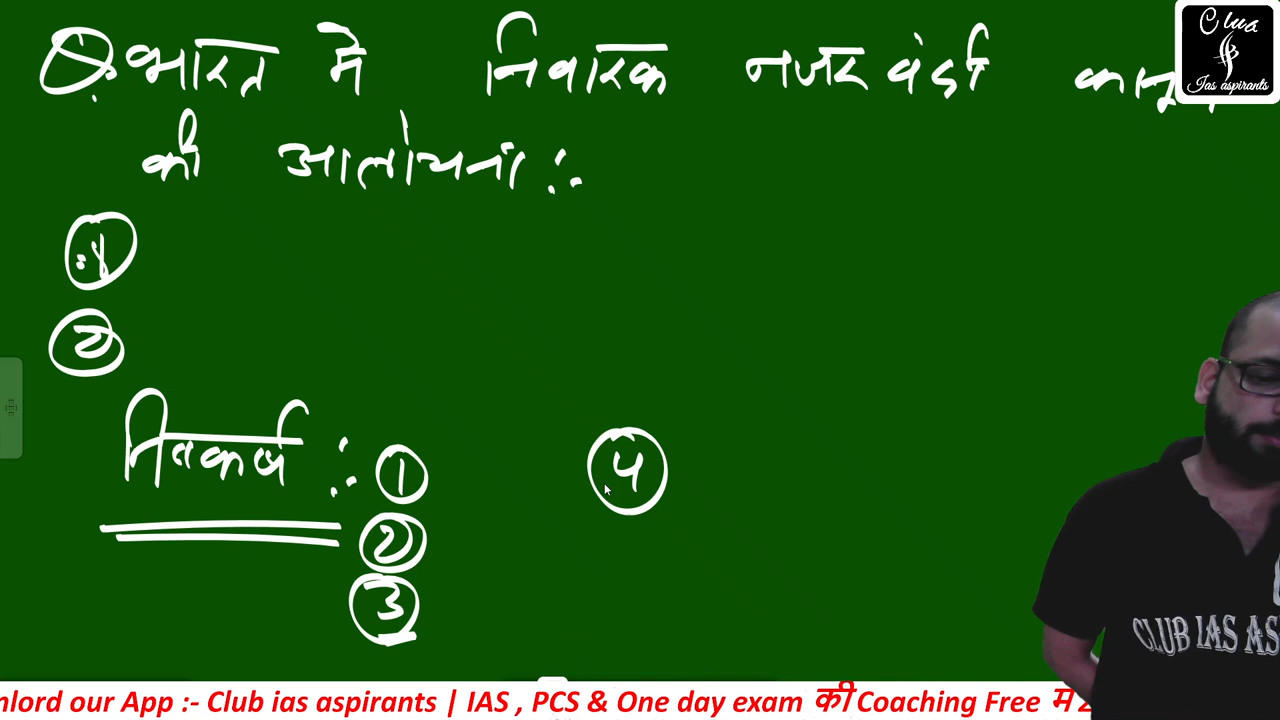 Q. भारत में निवारक नजरबंदी
Clua
Ias aspirants
की आलोचना :-
1
2
निष्कर्ष :- 1
4
2
3
CLUB IAS AS
nlord our App :- Club ias aspirants | IAS , PCS & One day exam की Coaching Free म